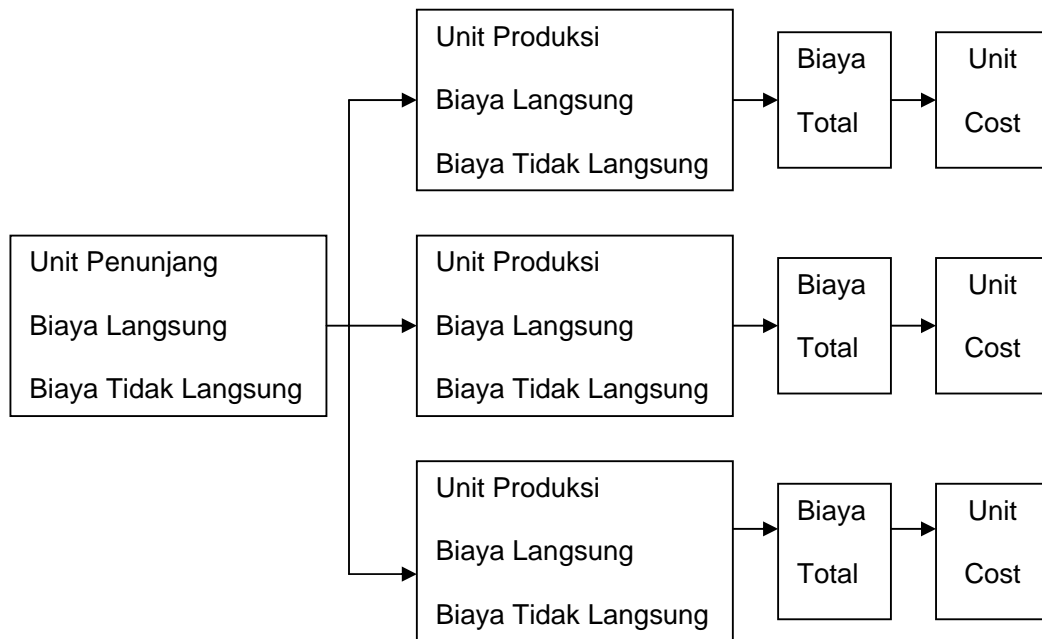 Unit Produksi
Biaya Langsung
Biaya Tidak Langsung
Biaya
Total
Unit
Cost
Unit Penunjang
Biaya Langsung
Biaya Tidak Langsung
Unit Produksi
Biaya Langsung
Biaya Tidak Langsung
Biaya
Total
Unit
Cost
Unit Produksi
Biaya Langsung
Biaya Tidak Langsung
Biaya
Total
Unit
Cost